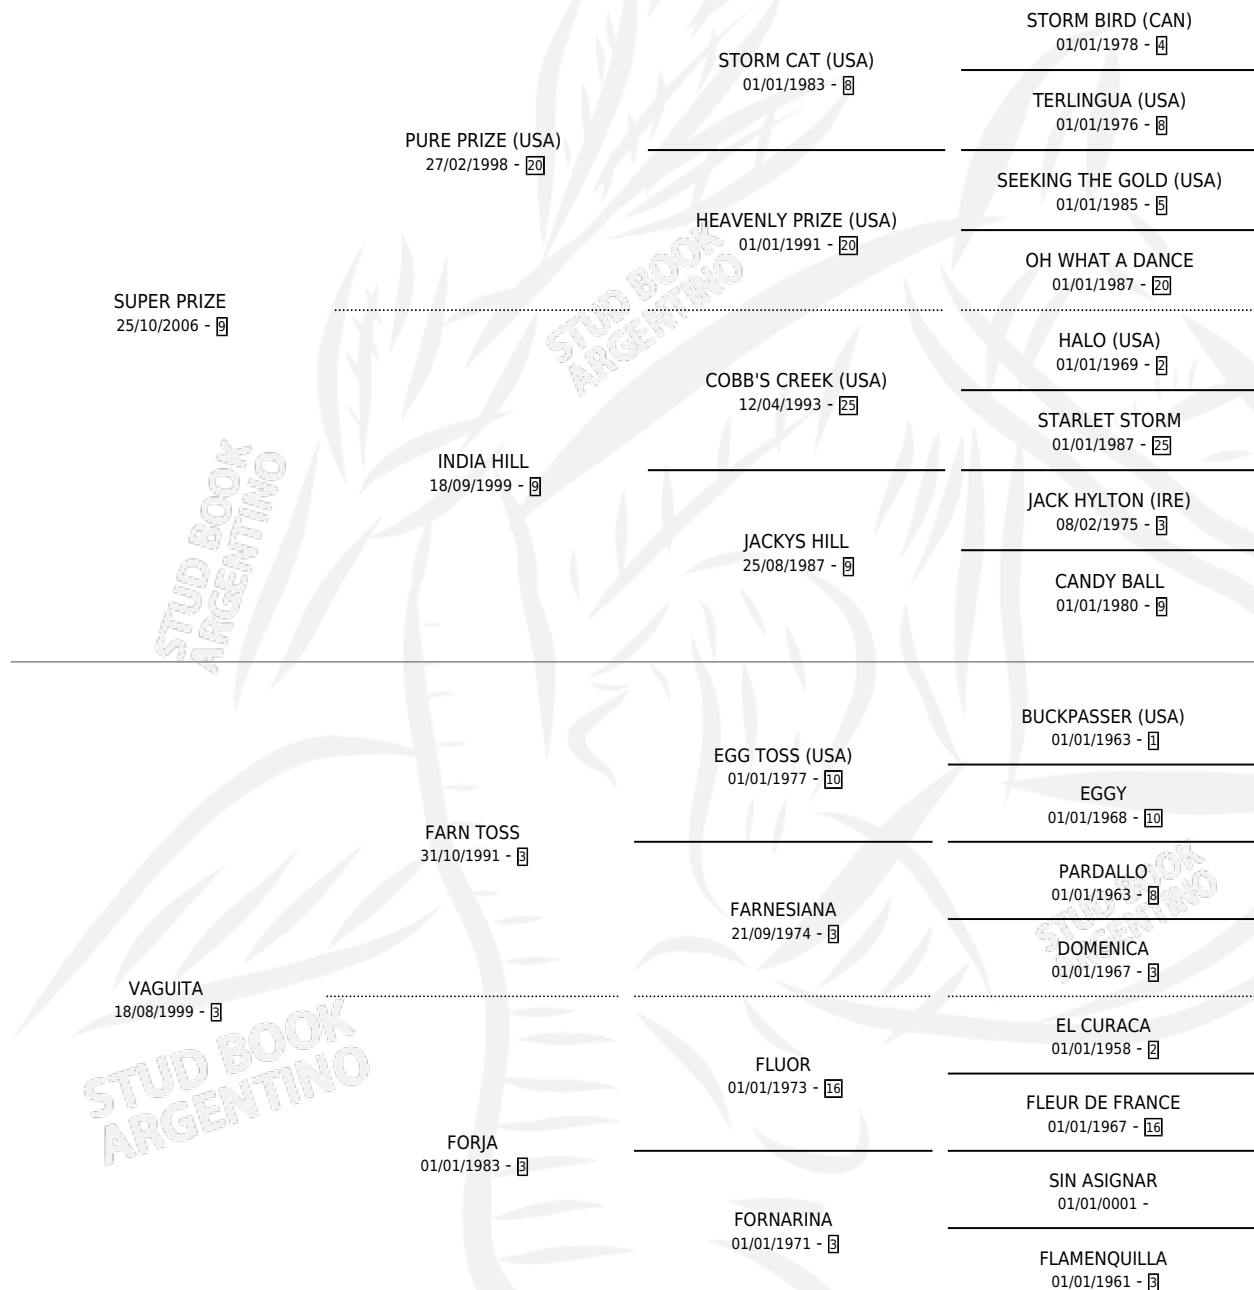 STORM BIRD (CAN)
01/01/1978 - 4
STORM CAT (USA)
01/01/1983 - 8
TERLINGUA (USA)
01/01/1976 - 8
PURE PRIZE (USA)
27/02/1998 - 20
SEEKING THE GOLD (USA)
01/01/1985 - 5
HEAVENLY PRIZE (USA)
01/01/1991 - 20
OH WHAT A DANCE
01/01/1987 - 20
SUPER PRIZE
25/10/2006 - 9
HALO (USA)
01/01/1969 - 2
COBB'S CREEK (USA)
12/04/1993 - 25
STARLET STORM
01/01/1987 - 25
INDIA HILL
18/09/1999 - 9
JACK HYLTON (IRE)
08/02/1975 - 3
JACKYS HILL
25/08/1987 - 9
CANDY BALL
01/01/1980 - 9
BUCKPASSER (USA)
01/01/1963 - 1
EGG TOSS (USA)
01/01/1977 - 10
EGGY
01/01/1968 - 10
FARN TOSS
31/10/1991 - 3
PARDALLO
01/01/1963 - 8
FARNESIANA
21/09/1974 - 3
DOMENICA
01/01/1967 - 3
VAGUITA
18/08/1999 - 3
EL CURACA
01/01/1958 - 2
FLUOR
01/01/1973 - 16
FLEUR DE FRANCE
01/01/1967 - 16
FORJA
01/01/1983 - 3
SIN ASIGNAR
01/01/0001 -
FORNARINA
01/01/1971 - 3
FLAMENQUILLA
01/01/1961 - 3
STUD BOOK
ARGENTINO
STUD BOOK
ARGENTINO
STUD BOOK
ARGENTINO
STUD BOOK
ARGENTINO